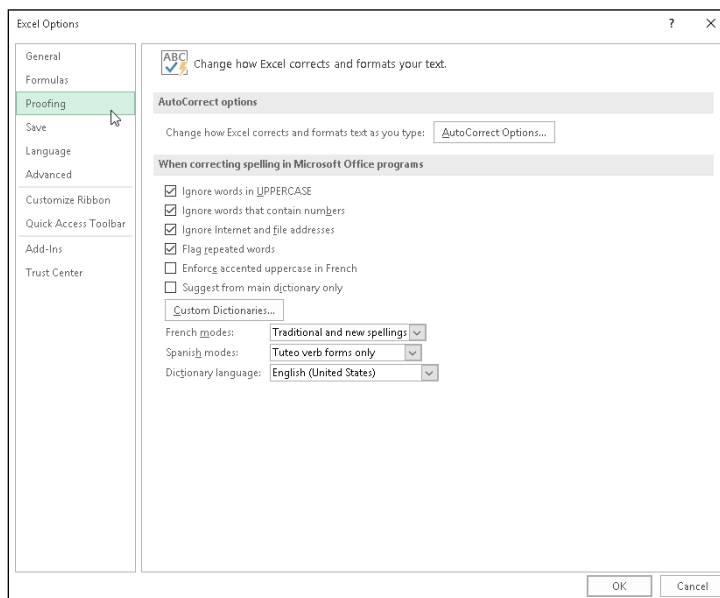 Excel Options
?
General
Formulas
Proofing
Save
Language
Advanced
Customize Ribbon
Quick Access Toolbar
Add-Ins
Trust Center
ABC
Change how Excel corrects and formats your text.
AutoCorrect options
Change how Excel corrects and formats text as you type: AutoCorrect Options...
When correcting spelling in Microsoft Office programs
Ignore words in UPPERCASE
Ignore words that contain numbers
Ignore Internet and file addresses
Flag repeated words
Enforce accented uppercase in French
Suggest from main dictionary only
Custom Dictionaries...
French modes: Traditional and new spellings
Spanish modes: Tuteo verb forms only
Dictionary language: English (United States)
OK Cancel